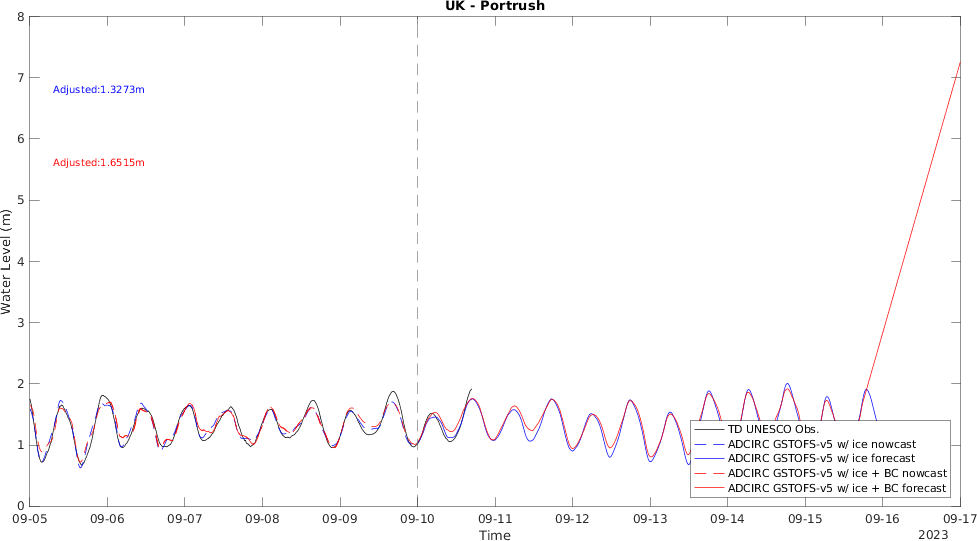 UK - Portrush
8
7
6
5
4
3
2
1
0
Water Level (m)
Adjusted:1.3273m
Adjusted:1.6515m
TD UNESCO Obs.
ADCIRC GSTOFS-v5 w/ ice nowcast
ADCIRC GSTOFS-v5 w/ ice forecast
ADCIRC GSTOFS-v5 w/ ice + BC nowcast
ADCIRC GSTOFS-v5 w/ ice + BC forecast
09-05 09-06 09-07 09-08 09-09 09-10 09-11 09-12 09-13 09-14 09-15 09-16 09-17
Time
2023